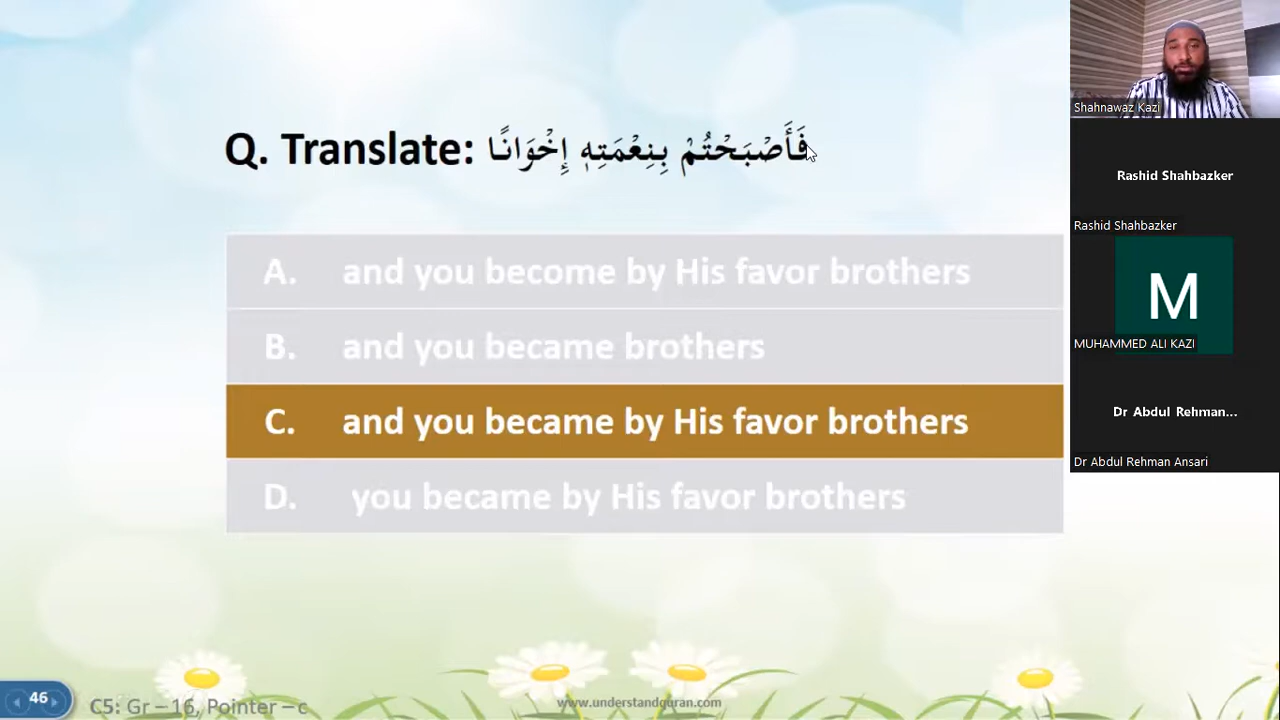 Q. Translate: فَأَصْبَحْتُمْ بِنِعْمَتِهٖ إِخْوَانًا
A. and you become by His favor brothers
B. and you became brothers
C. and you became by His favor brothers
D. you became by His favor brothers
46
C5: Gr – 16, Pointer – c
www.understandquran.com
Shahnawaz Kazi
Rashid Shahbazker
Rashid Shahbazker
M
MUHAMMED ALI KAZI
Dr Abdul Rehman...
Dr Abdul Rehman Ansari